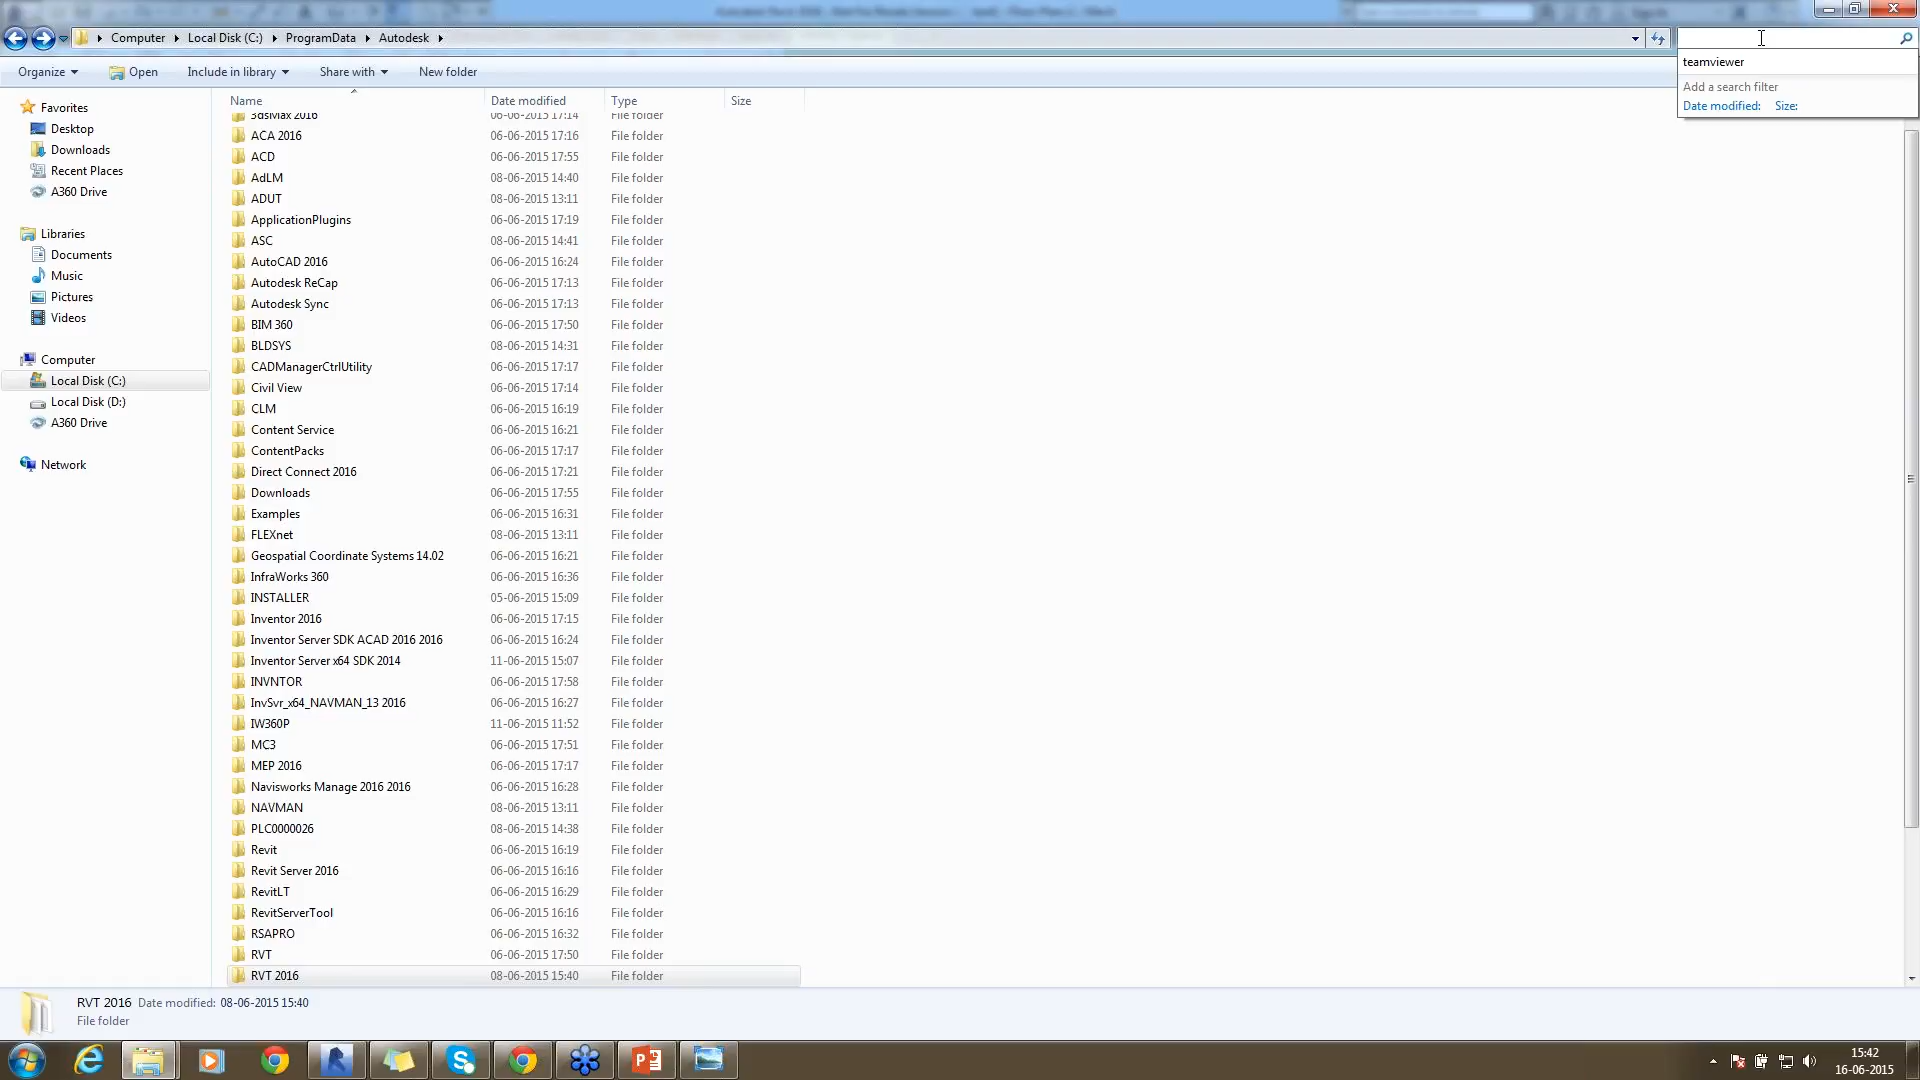 Computer Local Disk (C:) ProgramData Autodesk
teamviewer
Add a search filter
Date modified: Size:
Organize Open Include in library Share with New folder
Name Date modified Type Size
3dsMax 2016 06-06-2015 17:14 File folder
ACA 2016 06-06-2015 17:16 File folder
ACD 06-06-2015 17:55 File folder
AdLM 08-06-2015 14:40 File folder
ADUT 08-06-2015 13:11 File folder
ApplicationPlugins 06-06-2015 17:19 File folder
ASC 08-06-2015 14:41 File folder
AutoCAD 2016 06-06-2015 16:24 File folder
Autodesk ReCap 06-06-2015 17:13 File folder
Autodesk Sync 06-06-2015 17:13 File folder
BIM 360 06-06-2015 17:50 File folder
BLDSYS 08-06-2015 14:31 File folder
CADManagerCtrlUtility 06-06-2015 17:17 File folder
Civil View 06-06-2015 17:14 File folder
CLM 06-06-2015 16:19 File folder
Content Service 06-06-2015 16:21 File folder
ContentPacks 06-06-2015 17:17 File folder
Direct Connect 2016 06-06-2015 17:21 File folder
Downloads 06-06-2015 17:55 File folder
Examples 06-06-2015 16:31 File folder
FLEXnet 08-06-2015 13:11 File folder
Geospatial Coordinate Systems 14.02 06-06-2015 16:21 File folder
InfraWorks 360 06-06-2015 16:36 File folder
INSTALLER 05-06-2015 15:09 File folder
Inventor 2016 06-06-2015 17:15 File folder
Inventor Server SDK ACAD 2016 2016 06-06-2015 16:24 File folder
Inventor Server x64 SDK 2014 11-06-2015 15:07 File folder
INVNTOR 06-06-2015 17:58 File folder
InvSvr_x64_NAVMAN_13 2016 06-06-2015 16:27 File folder
IW360P 11-06-2015 11:52 File folder
MC3 06-06-2015 17:51 File folder
MEP 2016 06-06-2015 17:17 File folder
Navisworks Manage 2016 2016 06-06-2015 16:28 File folder
NAVMAN 08-06-2015 13:11 File folder
PLC0000026 08-06-2015 14:38 File folder
Revit 06-06-2015 16:19 File folder
Revit Server 2016 06-06-2015 16:16 File folder
RevitLT 06-06-2015 16:29 File folder
RevitServerTool 06-06-2015 16:16 File folder
RSAPRO 06-06-2015 16:32 File folder
RVT 06-06-2015 17:50 File folder
RVT 2016 08-06-2015 15:40 File folder
Favorites
Desktop
Downloads
Recent Places
A360 Drive
Libraries
Documents
Music
Pictures
Videos
Computer
Local Disk (C:)
Local Disk (D:)
A360 Drive
Network
RVT 2016 Date modified: 08-06-2015 15:40
File folder
15:42
16-06-2015